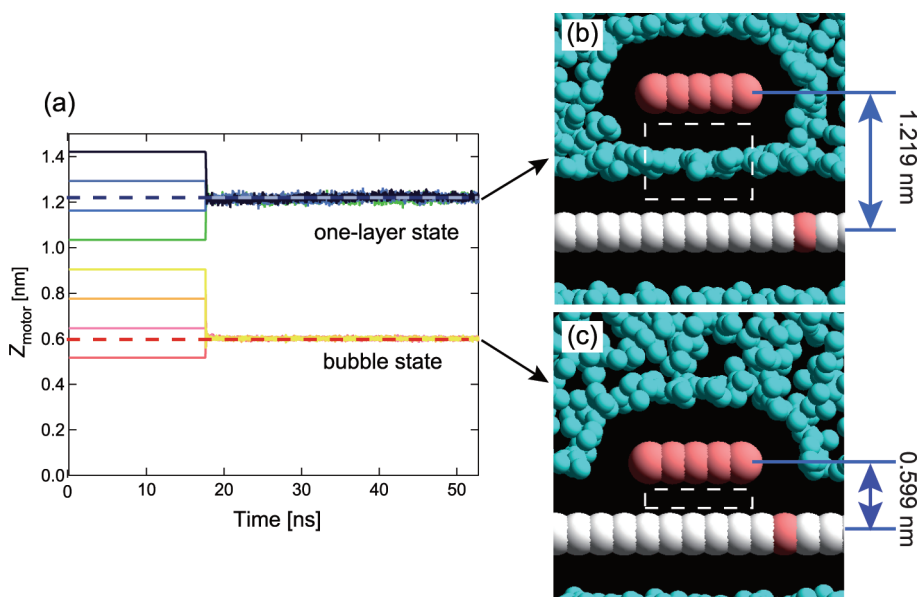 (a)
1.4
1.2
1.0
0.8
0.6
0.4
0.2
0.0
Z_motor [nm]
0
10
20
30
40
50
Time [ns]
one-layer state
bubble state
(b)
1.219 nm
(c)
0.599 nm